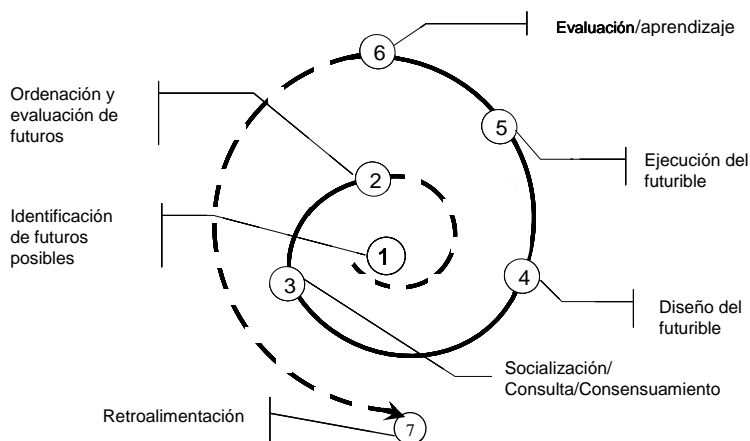 6
Evaluación/aprendizaje
Ordenación y
evaluación de
futuros
5
Ejecución del
futurible
2
Identificación
de futuros
posibles
1
3
4
Diseño del
futurible
Socialización/
Consulta/Consensuamiento
Retroalimentación
7